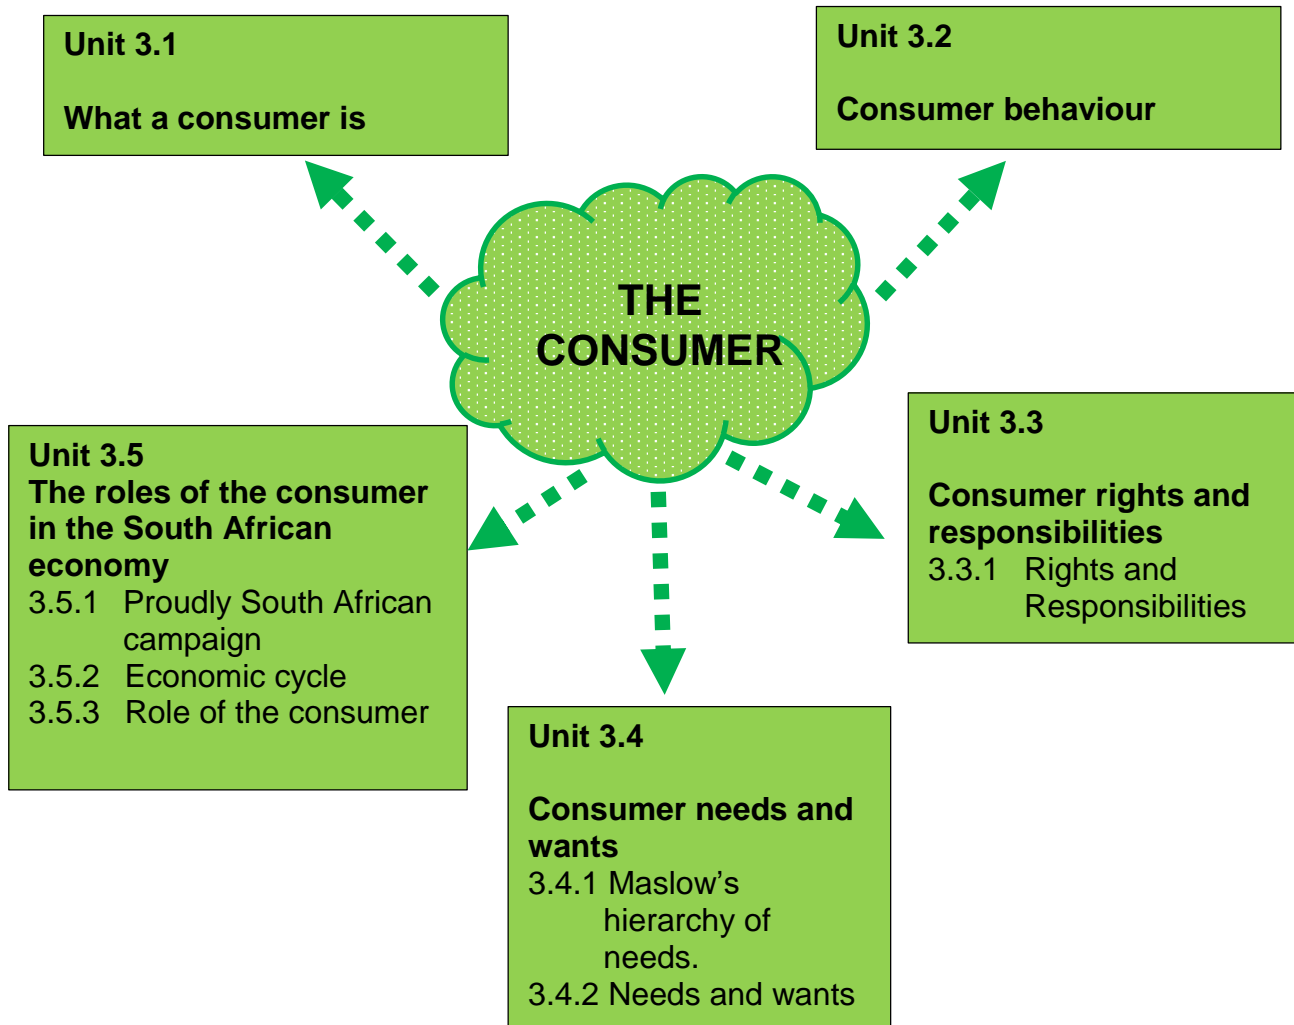 Unit 3.1
What a consumer is
Unit 3.2
Consumer behaviour
THE
CONSUMER
Unit 3.3
Consumer rights and
responsibilities
3.3.1 Rights and
Responsibilities
Unit 3.5
The roles of the consumer
in the South African
economy
3.5.1 Proudly South African
campaign
3.5.2 Economic cycle
3.5.3 Role of the consumer
Unit 3.4
Consumer needs and
wants
3.4.1 Maslow’s
hierarchy of
needs.
3.4.2 Needs and wants